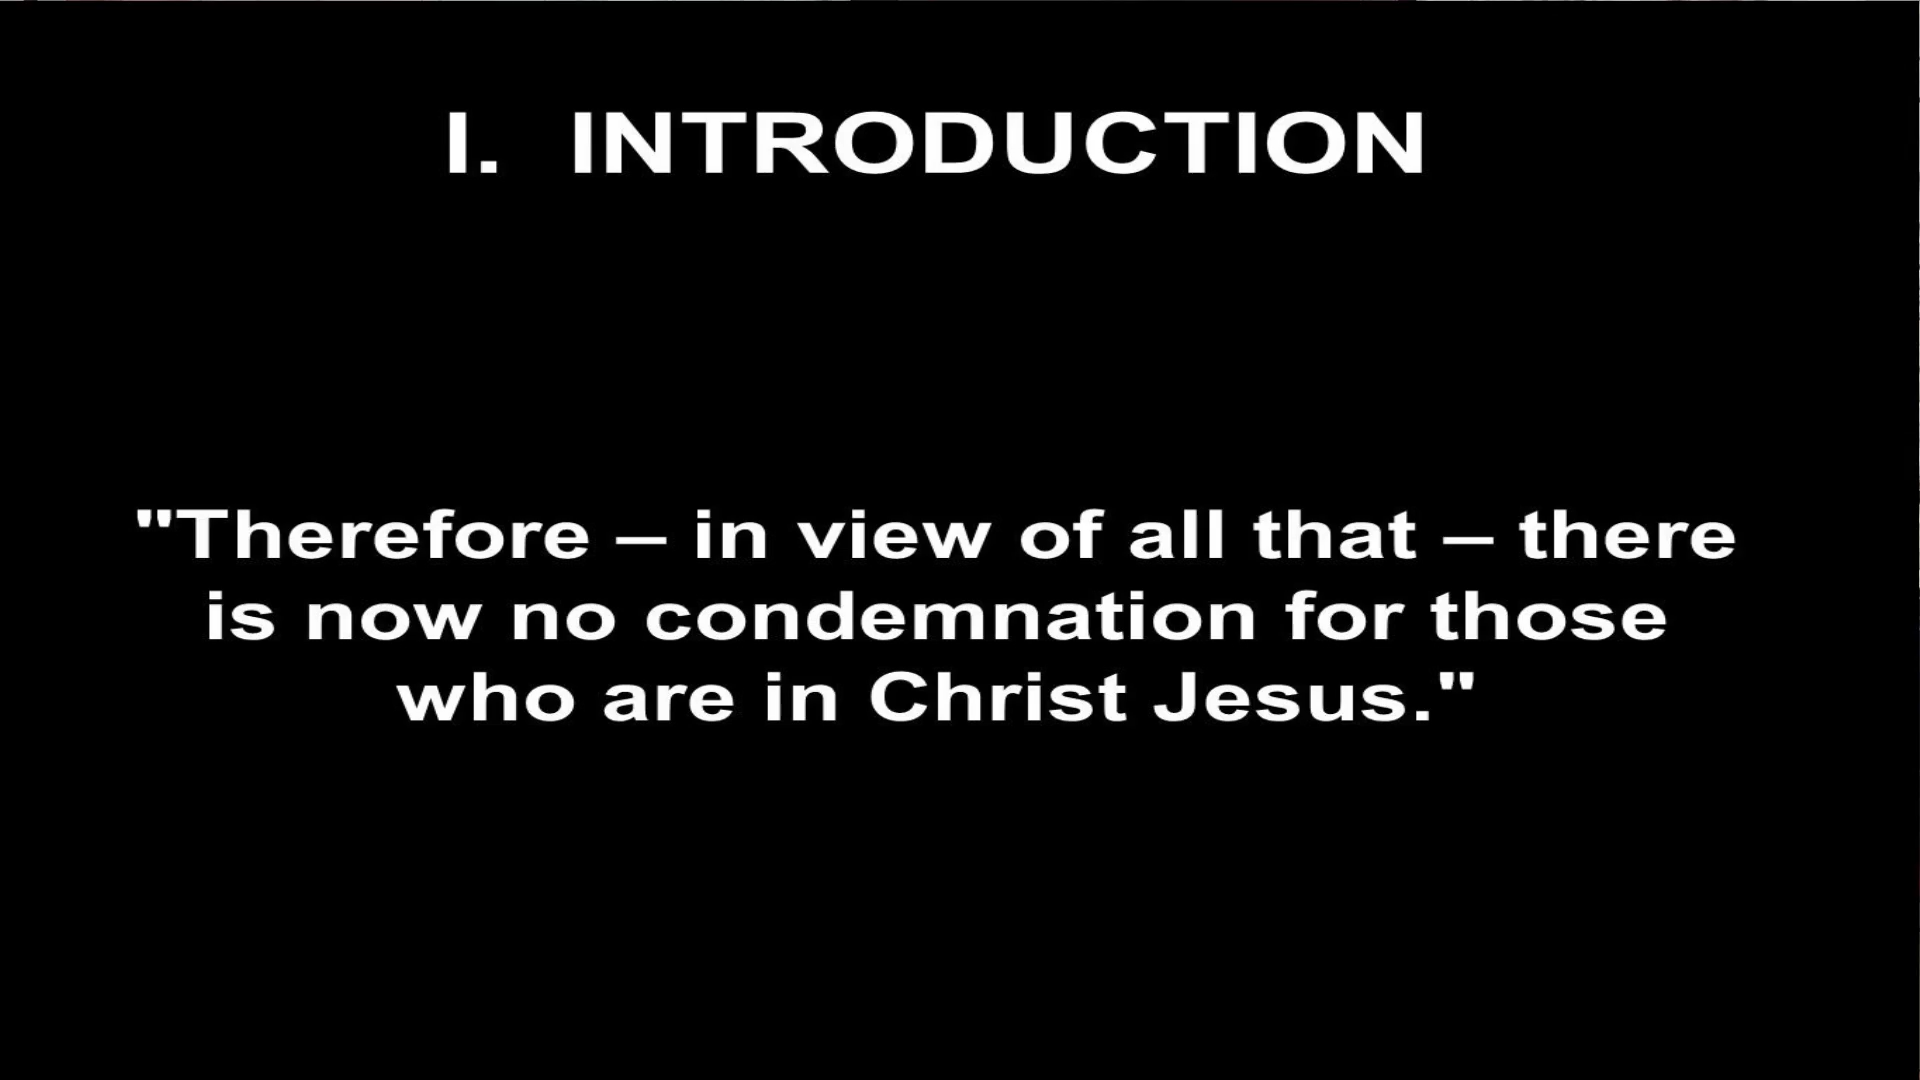 I. INTRODUCTION
"Therefore – in view of all that – there
is now no condemnation for those
who are in Christ Jesus."